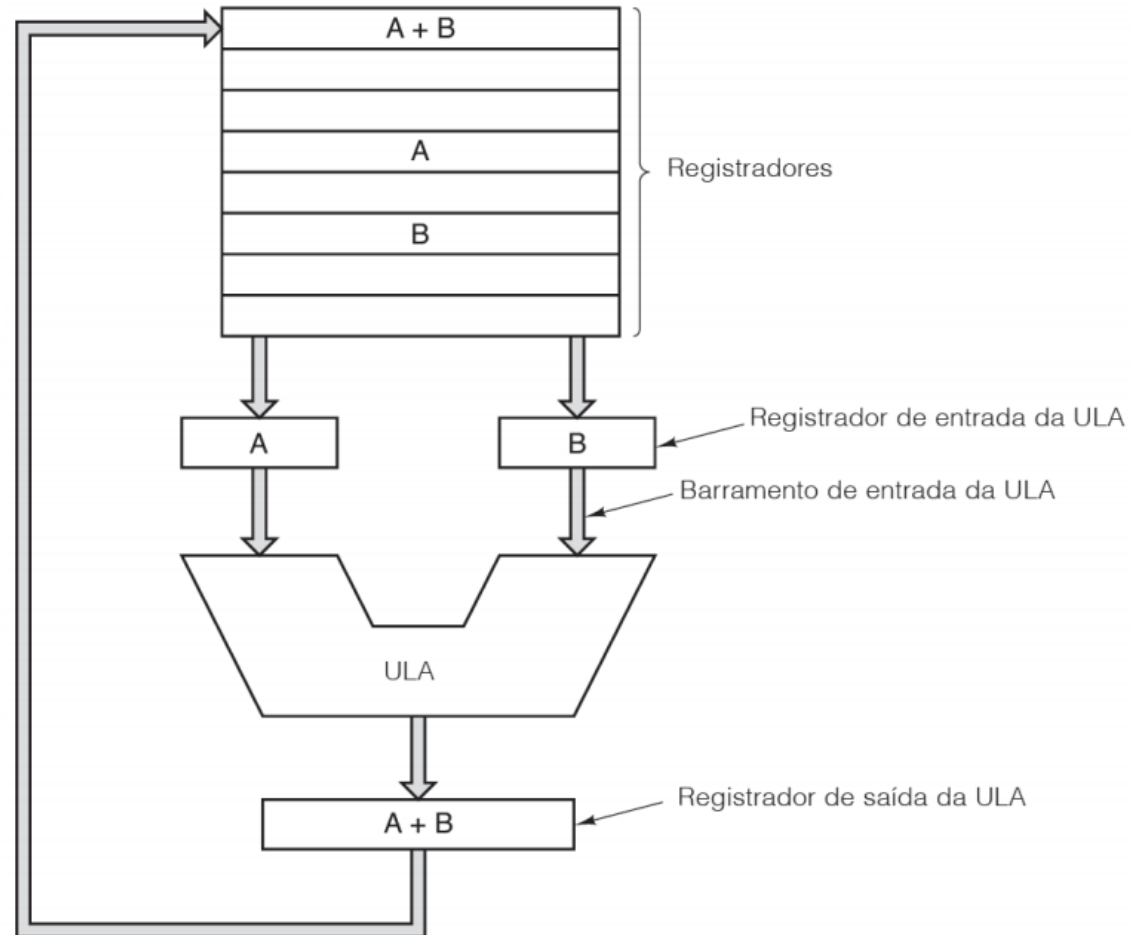 A + B
A
Registradores
B
A
B
Registrador de entrada da ULA
Barramento de entrada da ULA
ULA
A + B
Registrador de saída da ULA